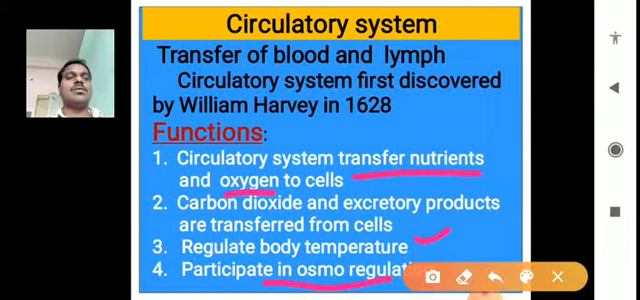 Circulatory system
Transfer of blood and lymph
Circulatory system first discovered
by William Harvey in 1628
Functions:
1. Circulatory system transfer nutrients
and oxygen to cells
2. Carbon dioxide and excretory products
are transferred from cells
3. Regulate body temperature
4. Participate in osmo